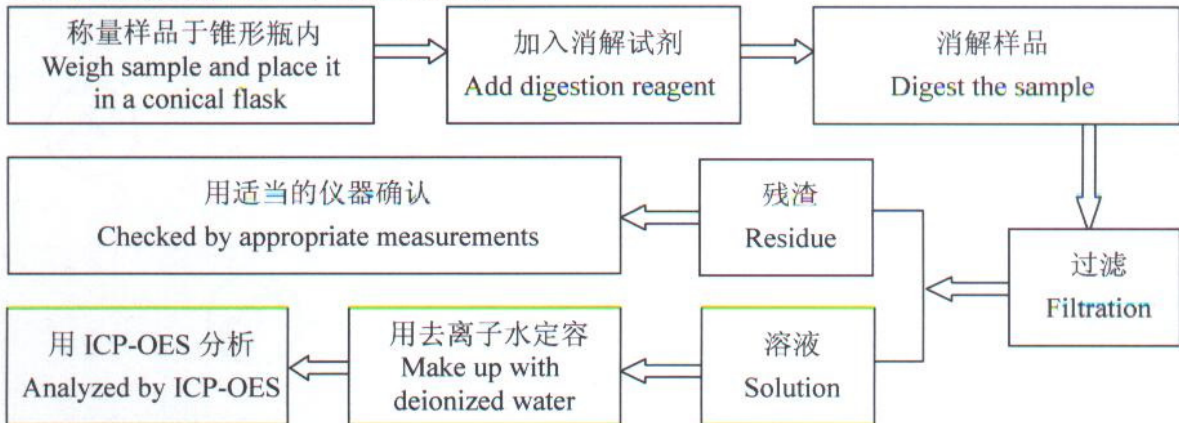 称量样品于锥形瓶内
Weigh sample and place it
in a conical flask
加入消解试剂
Add digestion reagent
消解样品
Digest the sample
过滤
Filtration
残渣
Residue
用适当的仪器确认
Checked by appropriate measurements
溶液
Solution
用去离子水定容
Make up with
deionized water
用 ICP-OES 分析
Analyzed by ICP-OES